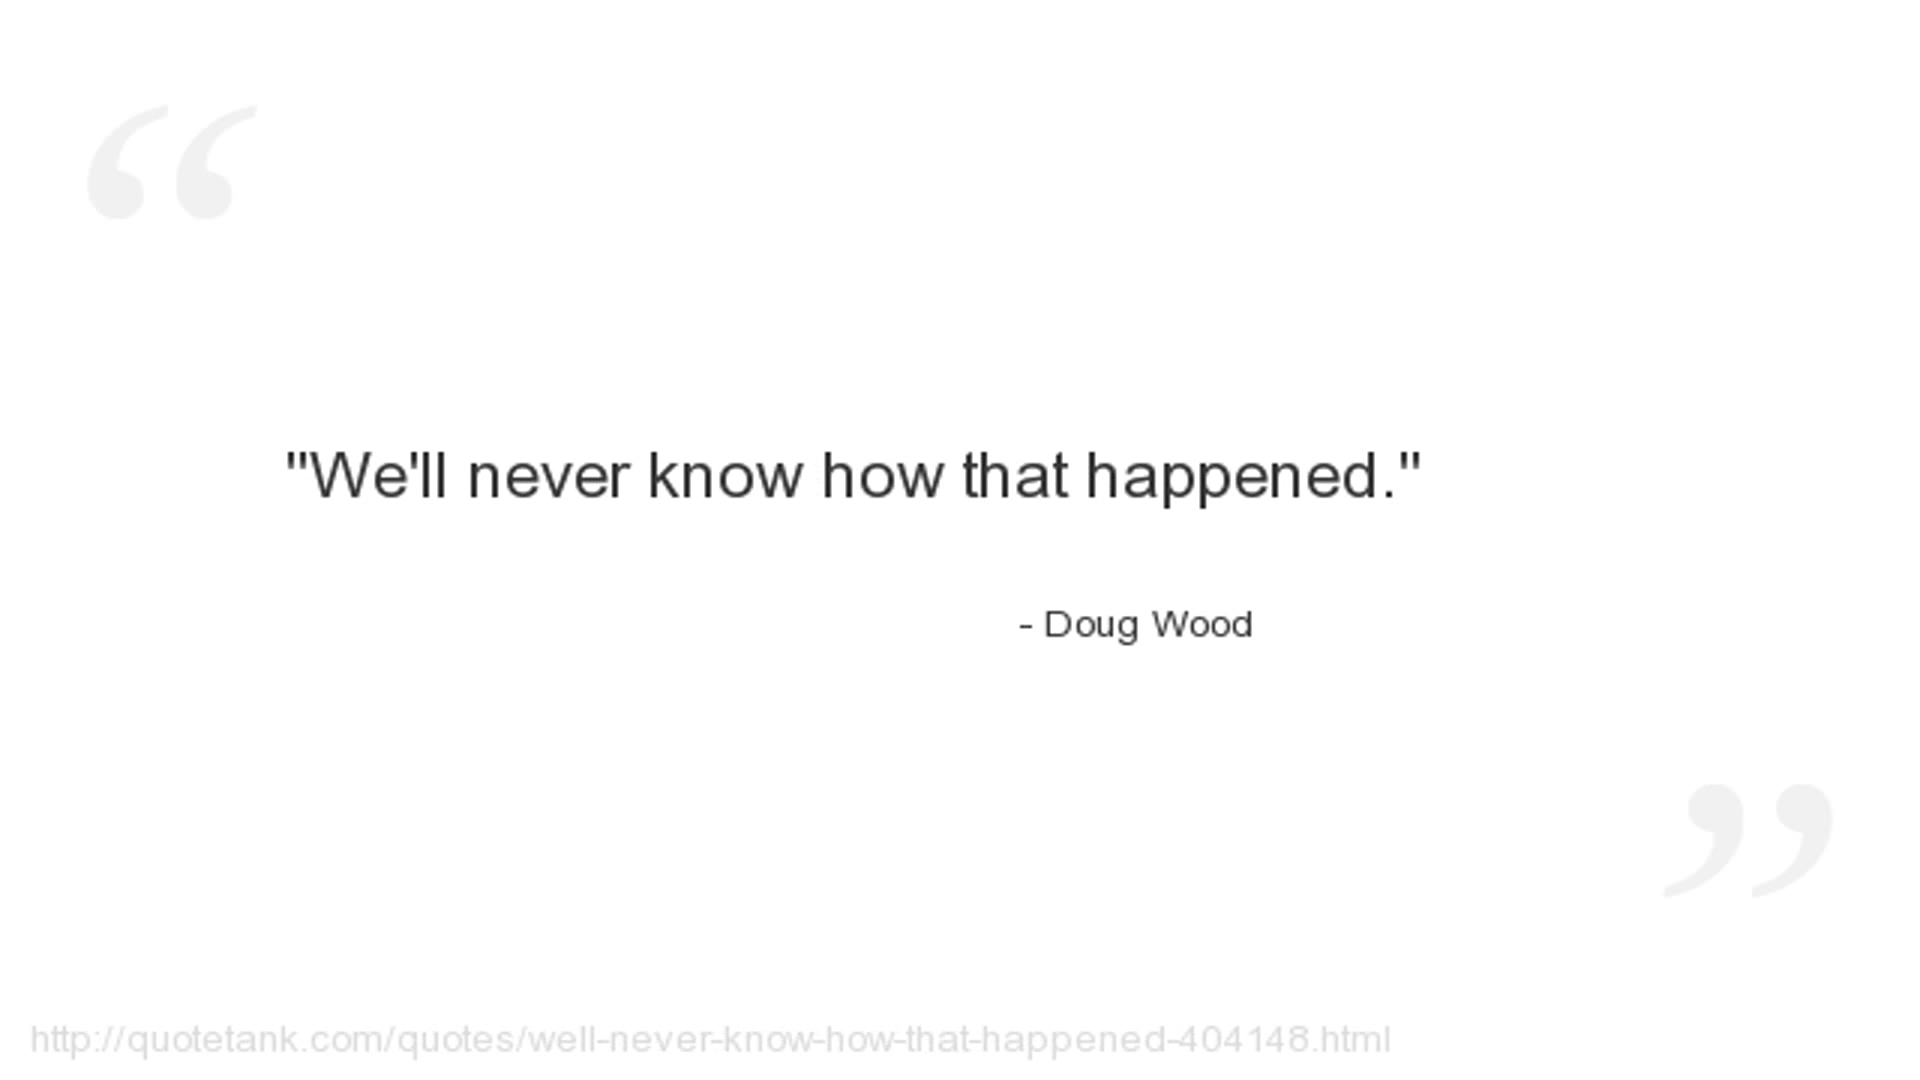 “
"We'll never know how that happened."
- Doug Wood
”
http://quotetank.com/quotes/well-never-know-how-that-happened-404148.html